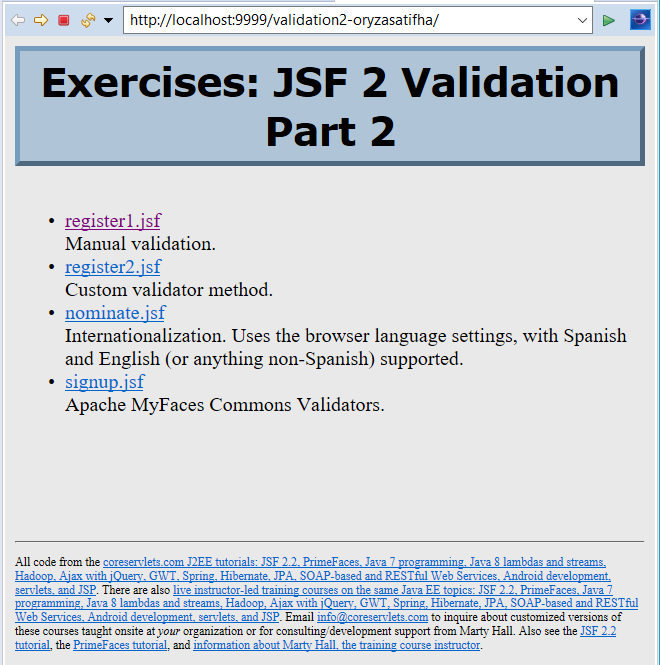 http://localhost:9999/validation2-oryzasatifha/
Exercises: JSF 2 Validation
Part 2
• register1.jsf
Manual validation.
• register2.jsf
Custom validator method.
• nominate.jsf
Internationalization. Uses the browser language settings, with Spanish
and English (or anything non-Spanish) supported.
• signup.jsf
Apache MyFaces Commons Validators.
All code from the coreservlets.com J2EE tutorials: JSF 2.2, PrimeFaces, Java 7 programming, Java 8 lambdas and streams,
Hadoop, Ajax with jQuery, GWT, Spring, Hibernate, JPA, SOAP-based and RESTful Web Services, Android development,
servlets, and JSP. There are also live instructor-led training courses on the same Java EE topics: JSF 2.2, PrimeFaces, Java 7
programming, Java 8 lambdas and streams, Hadoop, Ajax with jQuery, GWT, Spring, Hibernate, JPA, SOAP-based and RESTful
Web Services, Android development, servlets, and JSP. Email info@coreservlets.com to inquire about customized versions of
these courses taught onsite at your organization or for consulting/development support from Marty Hall. Also see the JSF 2.2
tutorial, the PrimeFaces tutorial, and information about Marty Hall, the training course instructor.